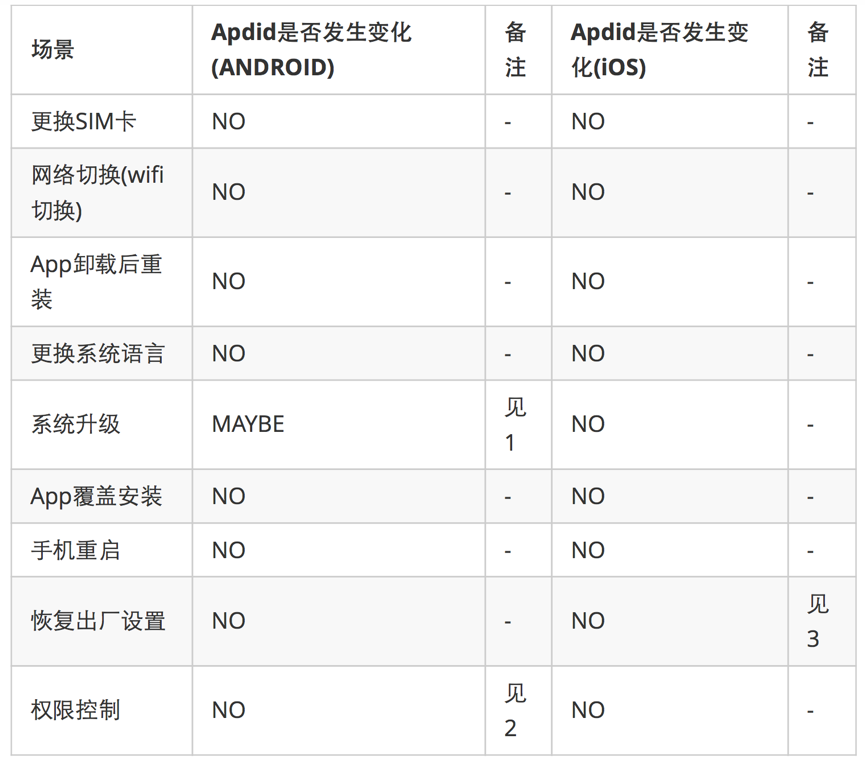 场景 Apdid是否发生变化 (ANDROID) 备注 Apdid是否发生变化(iOS) 备注
更换SIM卡 NO - NO -
网络切换(wifi切换) NO - NO -
App卸载后重装 NO - NO -
更换系统语言 NO - NO -
系统升级 MAYBE 见1 NO -
App覆盖安装 NO - NO -
手机重启 NO - NO -
恢复出厂设置 NO - NO 见3
权限控制 NO 见2 NO -